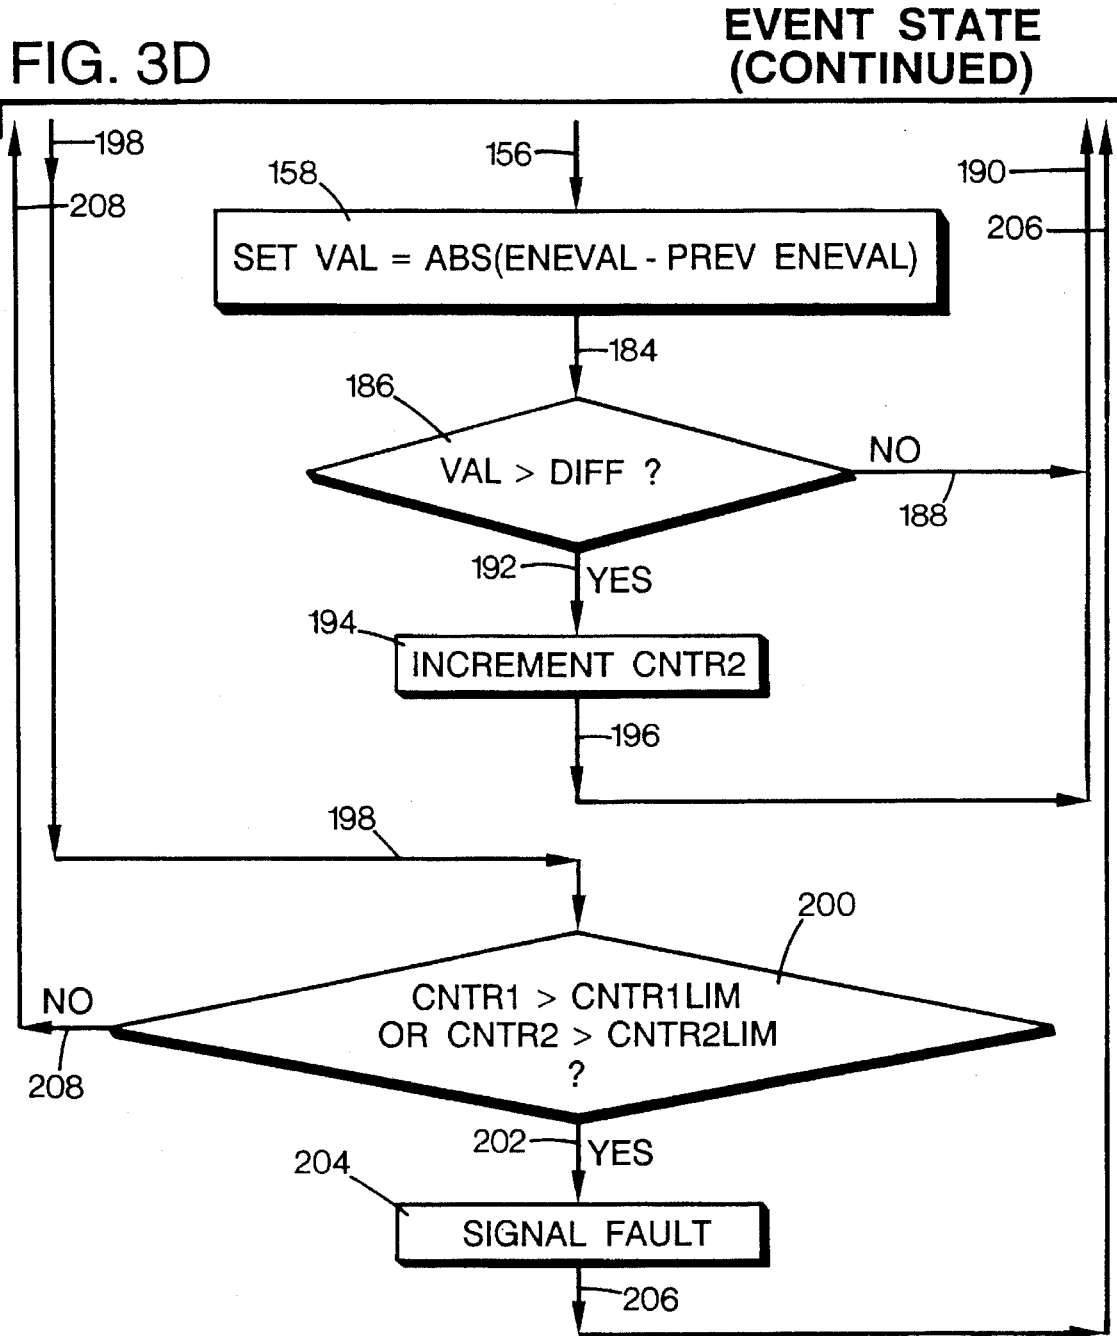 FIG. 3D
EVENT STATE
(CONTINUED)
198
156
190
158
208
206
SET VAL = ABS(ENEVAL - PREV ENEVAL)
184
186
VAL > DIFF ?
NO
188
192
YES
194
INCREMENT CNTR2
196
198
200
CNTR1 > CNTR1LIM
OR CNTR2 > CNTR2LIM
?
NO
208
202
YES
204
SIGNAL FAULT
206